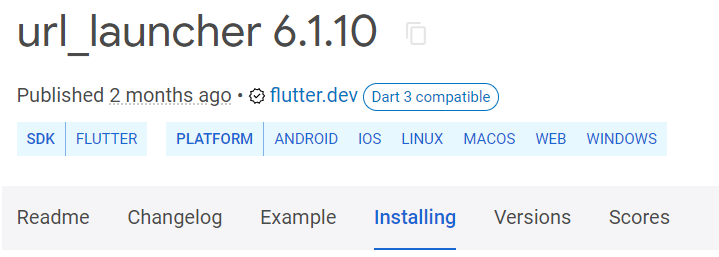 url_launcher 6.1.10
Published 2 months ago • flutter.dev Dart 3 compatible
SDK FLUTTER PLATFORM ANDROID IOS LINUX MACOS WEB WINDOWS
Readme Changelog Example Installing Versions Scores